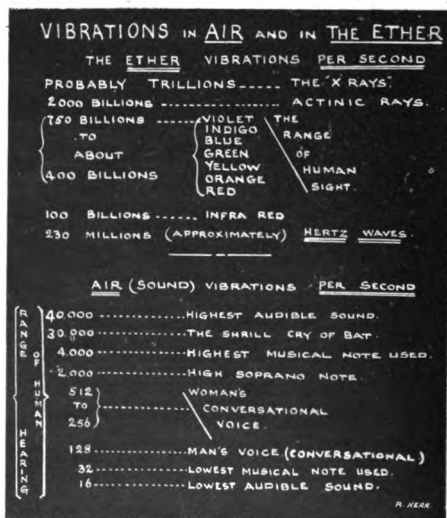 VIBRATIONS IN AIR AND IN THE ETHER
THE ETHER VIBRATIONS PER SECOND
PROBABLY TRILLIONS..... THE "X RAYS".
2000 BILLIONS .................. ACTINIC RAYS.
750 BILLIONS ........ VIOLET THE
INDIGO
TO BLUE RANGE
ABOUT GREEN OF
YELLOW HUMAN
400 BILLIONS ORANGE SIGHT.
RED
100 BILLIONS ...... INFRA RED
230 MILLIONS (APPROXIMATELY) HERTZ WAVES.
AIR (SOUND) VIBRATIONS PER SECOND
RANGE OF HUMAN HEARING
40.000 ............... HIGHEST AUDIBLE SOUND.
30.000 ............... THE SHRILL CRY OF BAT.
4.000 ............... HIGHEST MUSICAL NOTE USED.
2.000 ............... HIGH SOPRANO NOTE.
512 WOMAN'S
TO ............ CONVERSATIONAL
256 VOICE.
128 ............... MAN'S VOICE (CONVERSATIONAL)
32 ............... LOWEST MUSICAL NOTE USED.
16 ............... LOWEST AUDIBLE SOUND.
R. KERR.